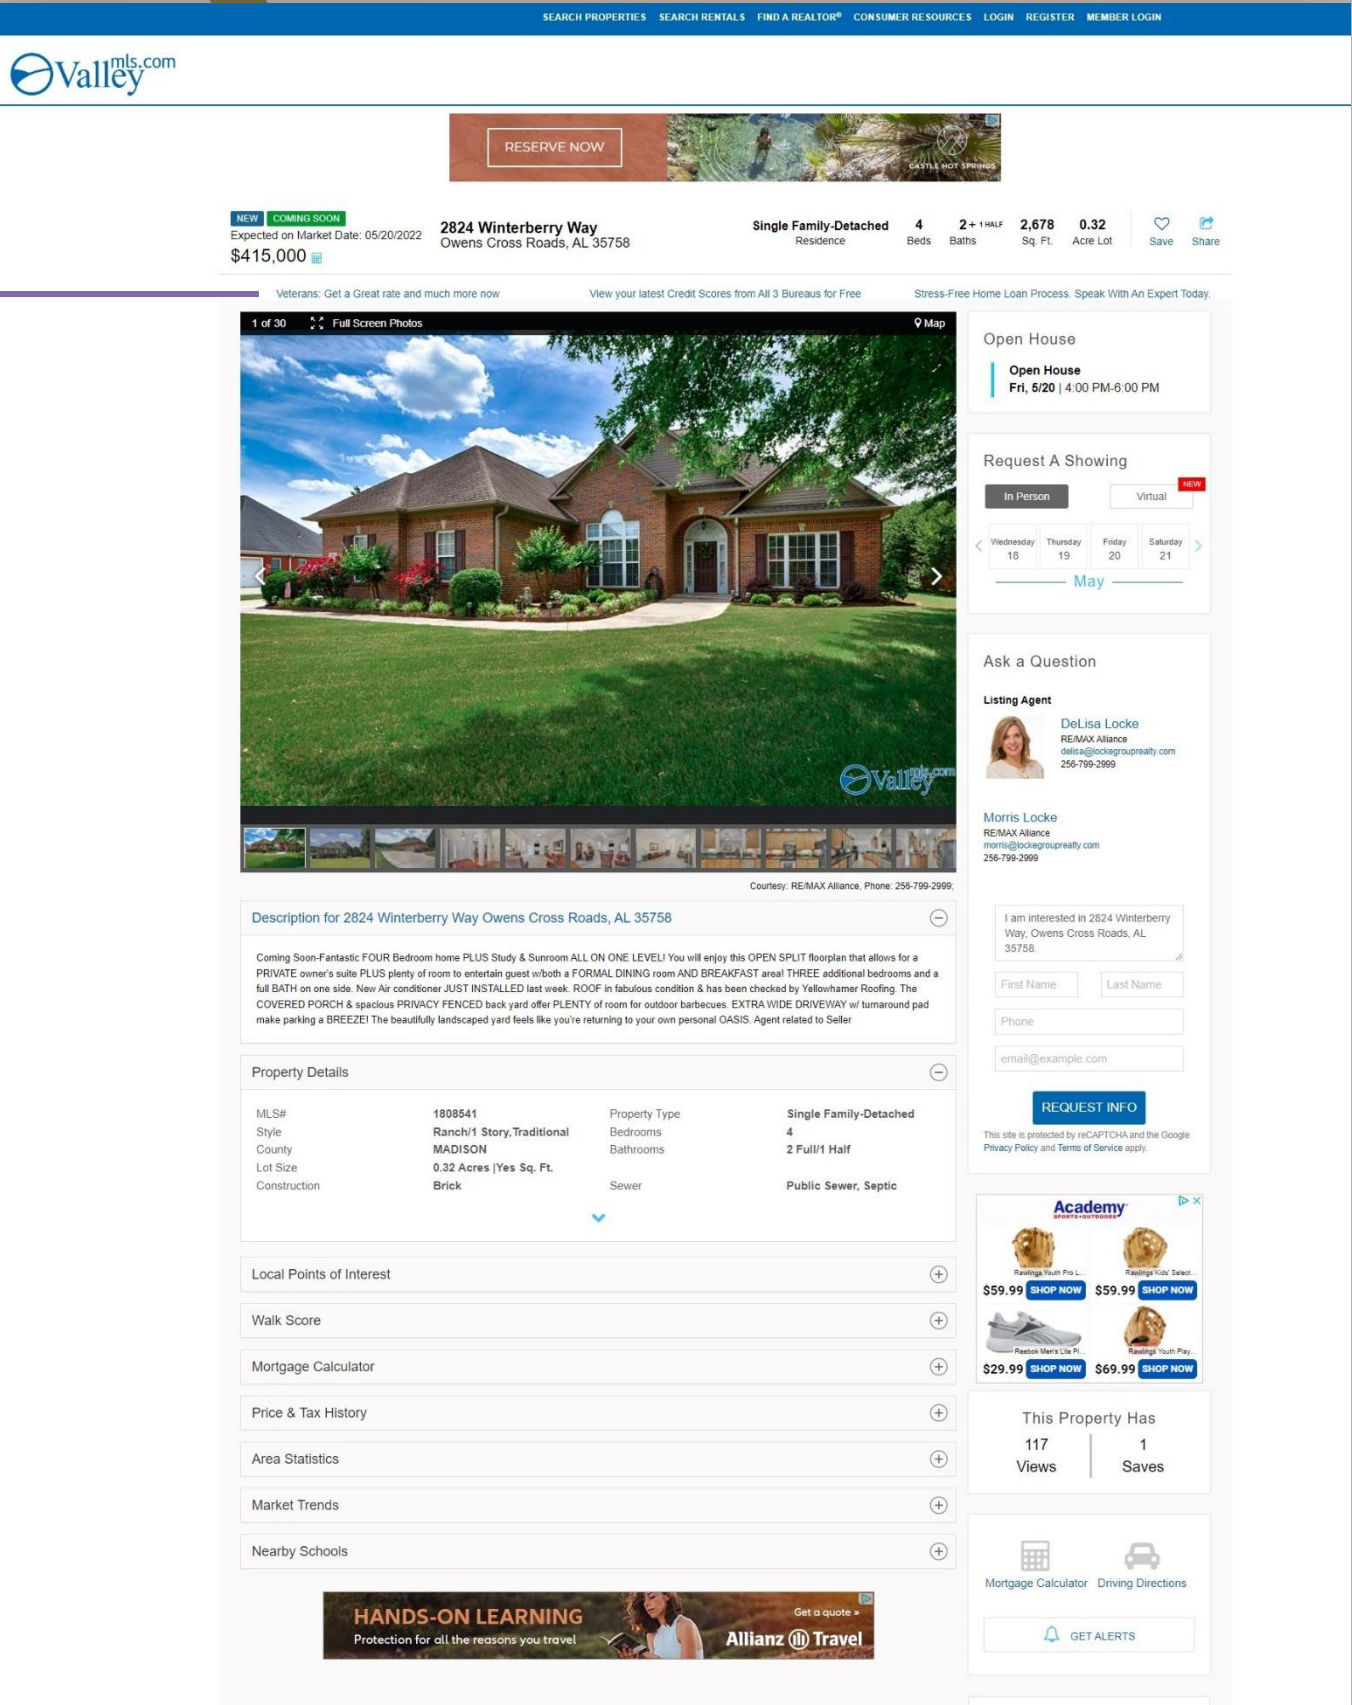 SEARCH PROPERTIES SEARCH RENTALS FIND A REALTOR® CONSUMER RESOURCES LOGIN REGISTER MEMBER LOGIN
Valleymls.com
RESERVE NOW
CASTLE HOT SPRINGS
NEW COMING SOON
Expected on Market Date: 05/20/2022
$415,000
2824 Winterberry Way
Owens Cross Roads, AL 35758
Single Family-Detached 4 2 + 1 HALF 2,678 0.32
Residence Beds Baths Sq. Ft. Acre Lot Save Share
Veterans: Get a Great rate and much more now View your latest Credit Scores from All 3 Bureaus for Free Stress-Free Home Loan Process. Speak With An Expert Today.
1 of 30 Full Screen Photos Map
Valleymls.com
Courtesy: RE/MAX Alliance, Phone: 256-799-2999;
Description for 2824 Winterberry Way Owens Cross Roads, AL 35758
Coming Soon-Fantastic FOUR Bedroom home PLUS Study & Sunroom ALL ON ONE LEVEL! You will enjoy this OPEN SPLIT floorplan that allows for a
PRIVATE owner's suite PLUS plenty of room to entertain guest w/both a FORMAL DINING room AND BREAKFAST area! THREE additional bedrooms and a
full BATH on one side. New Air conditioner JUST INSTALLED last week. ROOF in fabulous condition & has been checked by Yellowhamer Roofing. The
COVERED PORCH & spacious PRIVACY FENCED back yard offer PLENTY of room for outdoor barbecues. EXTRA WIDE DRIVEWAY w/ turnaround pad
make parking a BREEZE! The beautifully landscaped yard feels like you're returning to your own personal OASIS. Agent related to Seller
Property Details
MLS# 1808541 Property Type Single Family-Detached
Style Ranch/1 Story,Traditional Bedrooms 4
County MADISON Bathrooms 2 Full/1 Half
Lot Size 0.32 Acres |Yes Sq. Ft.
Construction Brick Sewer Public Sewer, Septic
Local Points of Interest
Walk Score
Mortgage Calculator
Price & Tax History
Area Statistics
Market Trends
Nearby Schools
HANDS-ON LEARNING
Protection for all the reasons you travel
Get a quote »
Allianz Travel
Open House
Open House
Fri, 5/20 | 4:00 PM-6:00 PM
Request A Showing
In Person Virtual NEW
Wednesday Thursday Friday Saturday
18 19 20 21
May
Ask a Question
Listing Agent
DeLisa Locke
RE/MAX Alliance
delisa@lockegrouprealty.com
256-799-2999
Morris Locke
RE/MAX Alliance
morris@lockegrouprealty.com
256-799-2999
I am interested in 2824 Winterberry
Way, Owens Cross Roads, AL
35758.
First Name Last Name
Phone
email@example.com
REQUEST INFO
This site is protected by reCAPTCHA and the Google
Privacy Policy and Terms of Service apply.
Academy
SPORTS+OUTDOORS
Rawlings Youth Pro L... Rawlings Kids' Select...
$59.99 SHOP NOW $59.99 SHOP NOW
Reebok Men's Lite Pl... Rawlings Youth Play...
$29.99 SHOP NOW $69.99 SHOP NOW
This Property Has
117 1
Views Saves
Mortgage Calculator Driving Directions
GET ALERTS